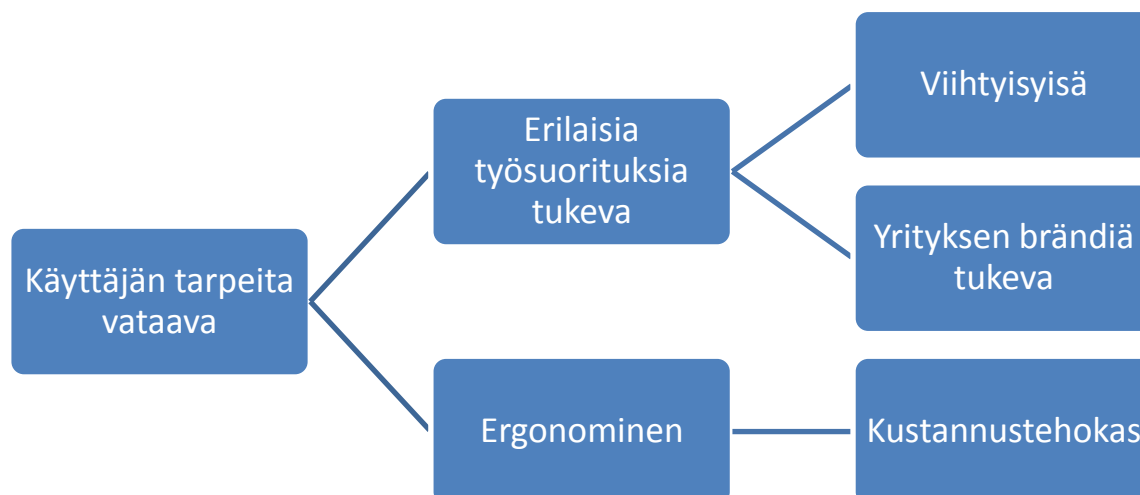 Käyttäjän tarpeita
vataava
Erilaisia
työsuorituksia
tukeva
Viihtyisyisä
Yrityksen brändiä
tukeva
Ergonominen
Kustannustehokas